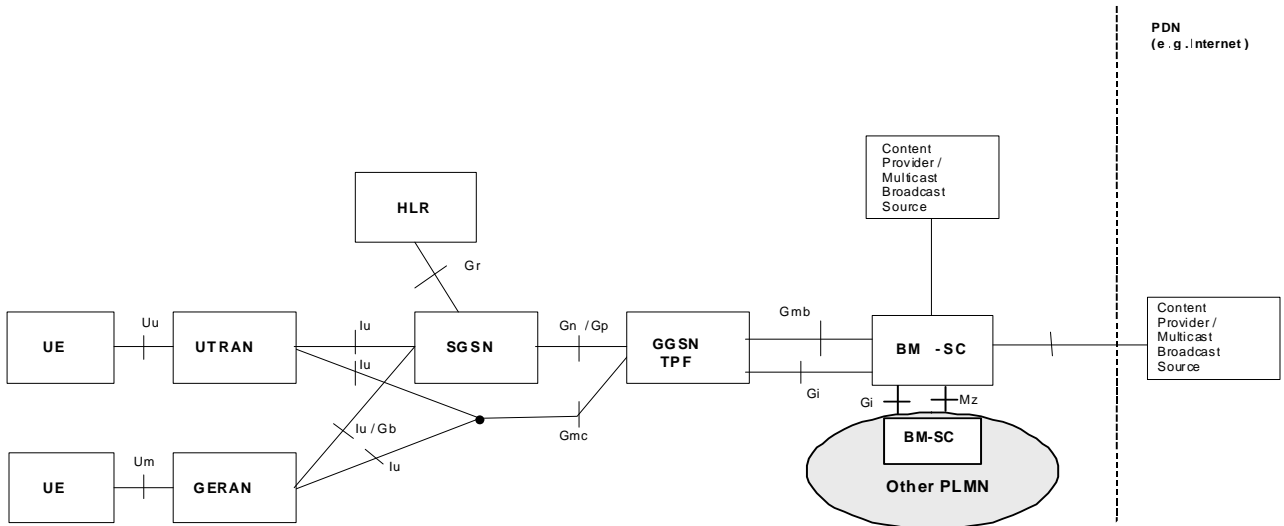 PDN
(e.g.Internet)
Content
Provider /
Multicast
Broadcast
Source
HLR
Gr
Uu
Iu
Gn / Gp
Gmb
UE
UTRAN
SGSN
GGSN
TPF
BM -SC
Content
Provider /
Multicast
Broadcast
Source
Iu
Gi
Gi
Mz
Iu / Gb
Gmc
BM-SC
Um
Iu
UE
GERAN
Other PLMN